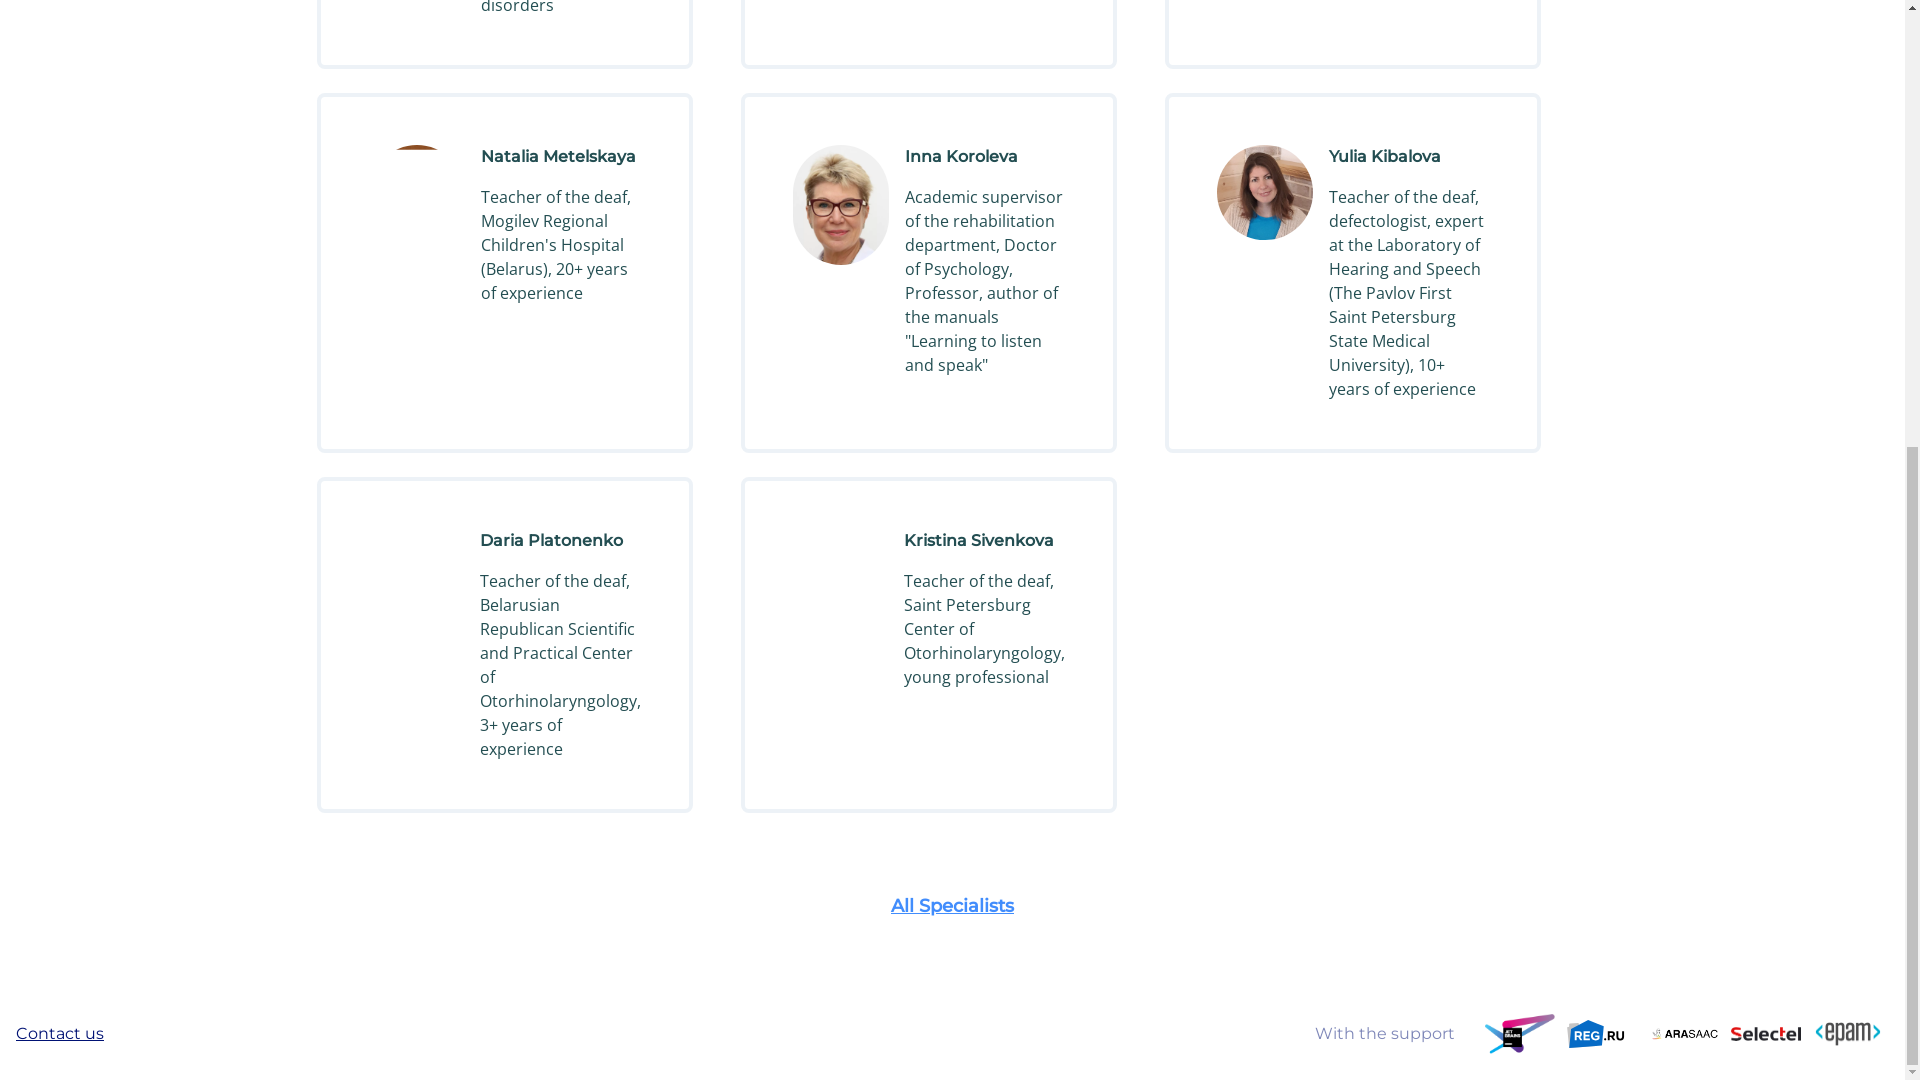 disorders
Natalia Metelskaya
Teacher of the deaf,
Mogilev Regional
Children's Hospital
(Belarus), 20+ years
of experience
Inna Koroleva
Academic supervisor
of the rehabilitation
department, Doctor
of Psychology,
Professor, author of
the manuals
"Learning to listen
and speak"
Yulia Kibalova
Teacher of the deaf,
defectologist, expert
at the Laboratory of
Hearing and Speech
(The Pavlov First
Saint Petersburg
State Medical
University), 10+
years of experience
Daria Platonenko
Teacher of the deaf,
Belarusian
Republican Scientific
and Practical Center
of
Otorhinolaryngology,
3+ years of
experience
Kristina Sivenkova
Teacher of the deaf,
Saint Petersburg
Center of
Otorhinolaryngology,
young professional
All Specialists
Contact us
With the support
JET BRAINS
REG.RU
ARASAAC
Selectel
<epam>